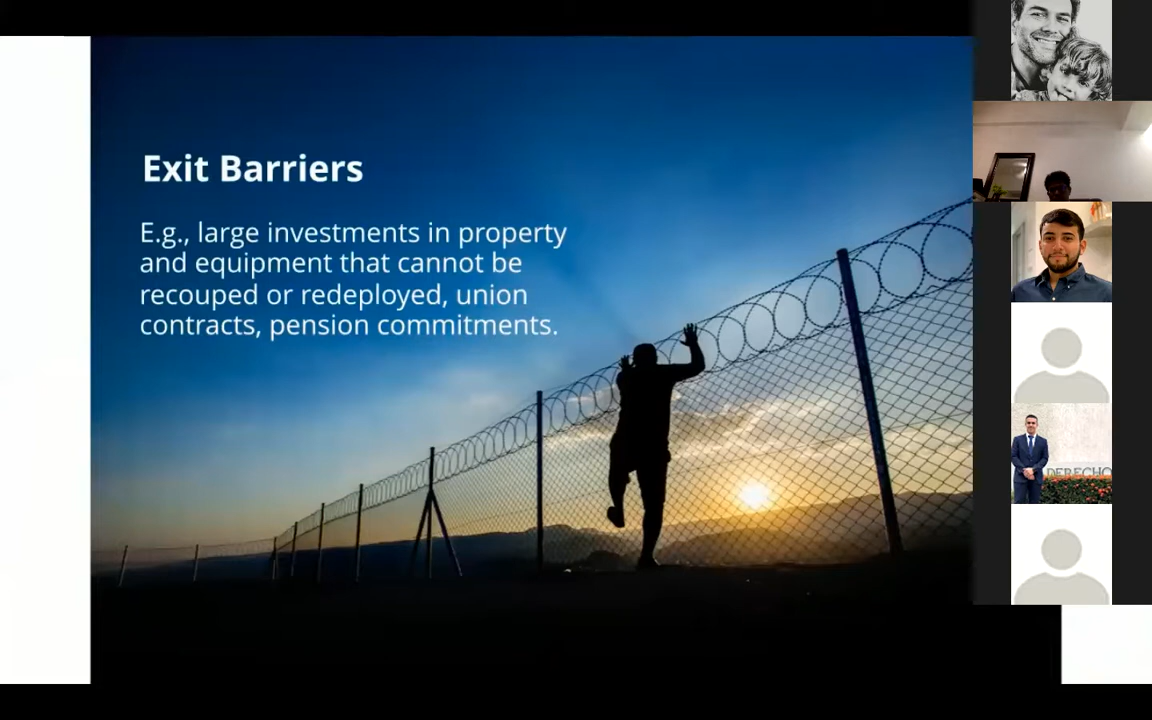 Exit Barriers
E.g., large investments in property
and equipment that cannot be
recouped or redeployed, union
contracts, pension commitments.
DERECHO